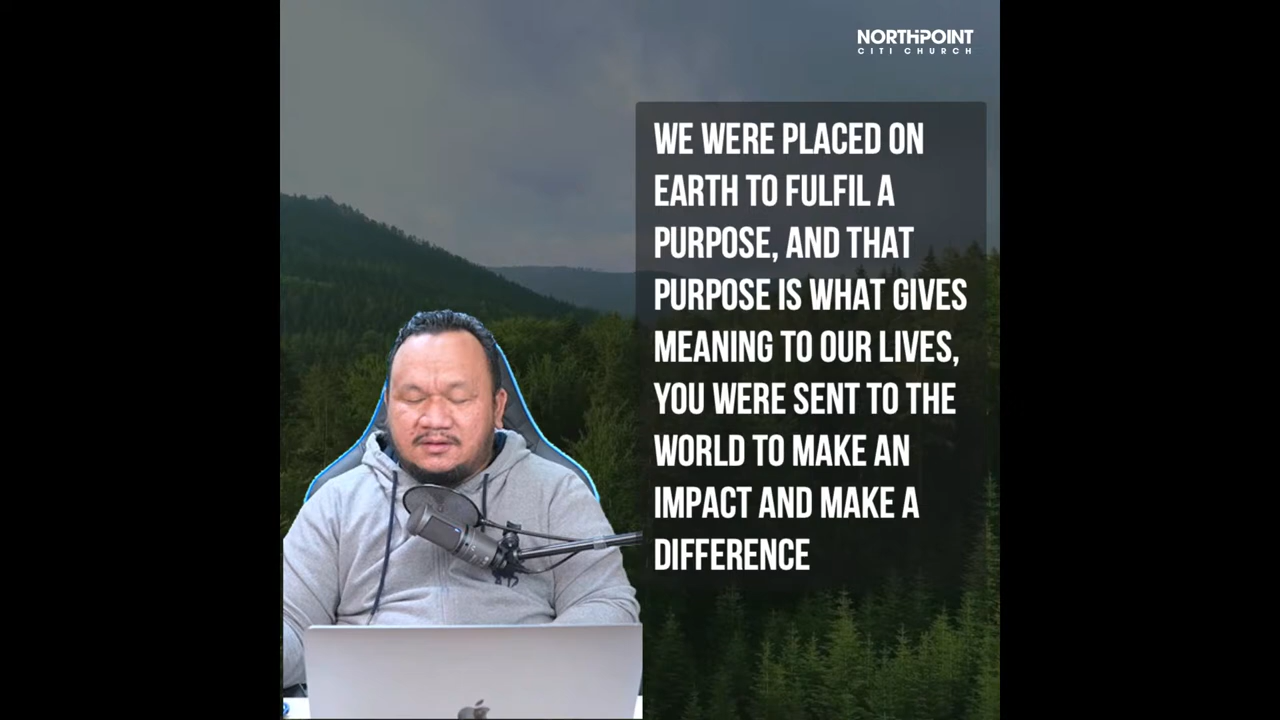 NORTHPOINT
CITI CHURCH
WE WERE PLACED ON
EARTH TO FULFIL A
PURPOSE, AND THAT
PURPOSE IS WHAT GIVES
MEANING TO OUR LIVES,
YOU WERE SENT TO THE
WORLD TO MAKE AN
IMPACT AND MAKE A
DIFFERENCE